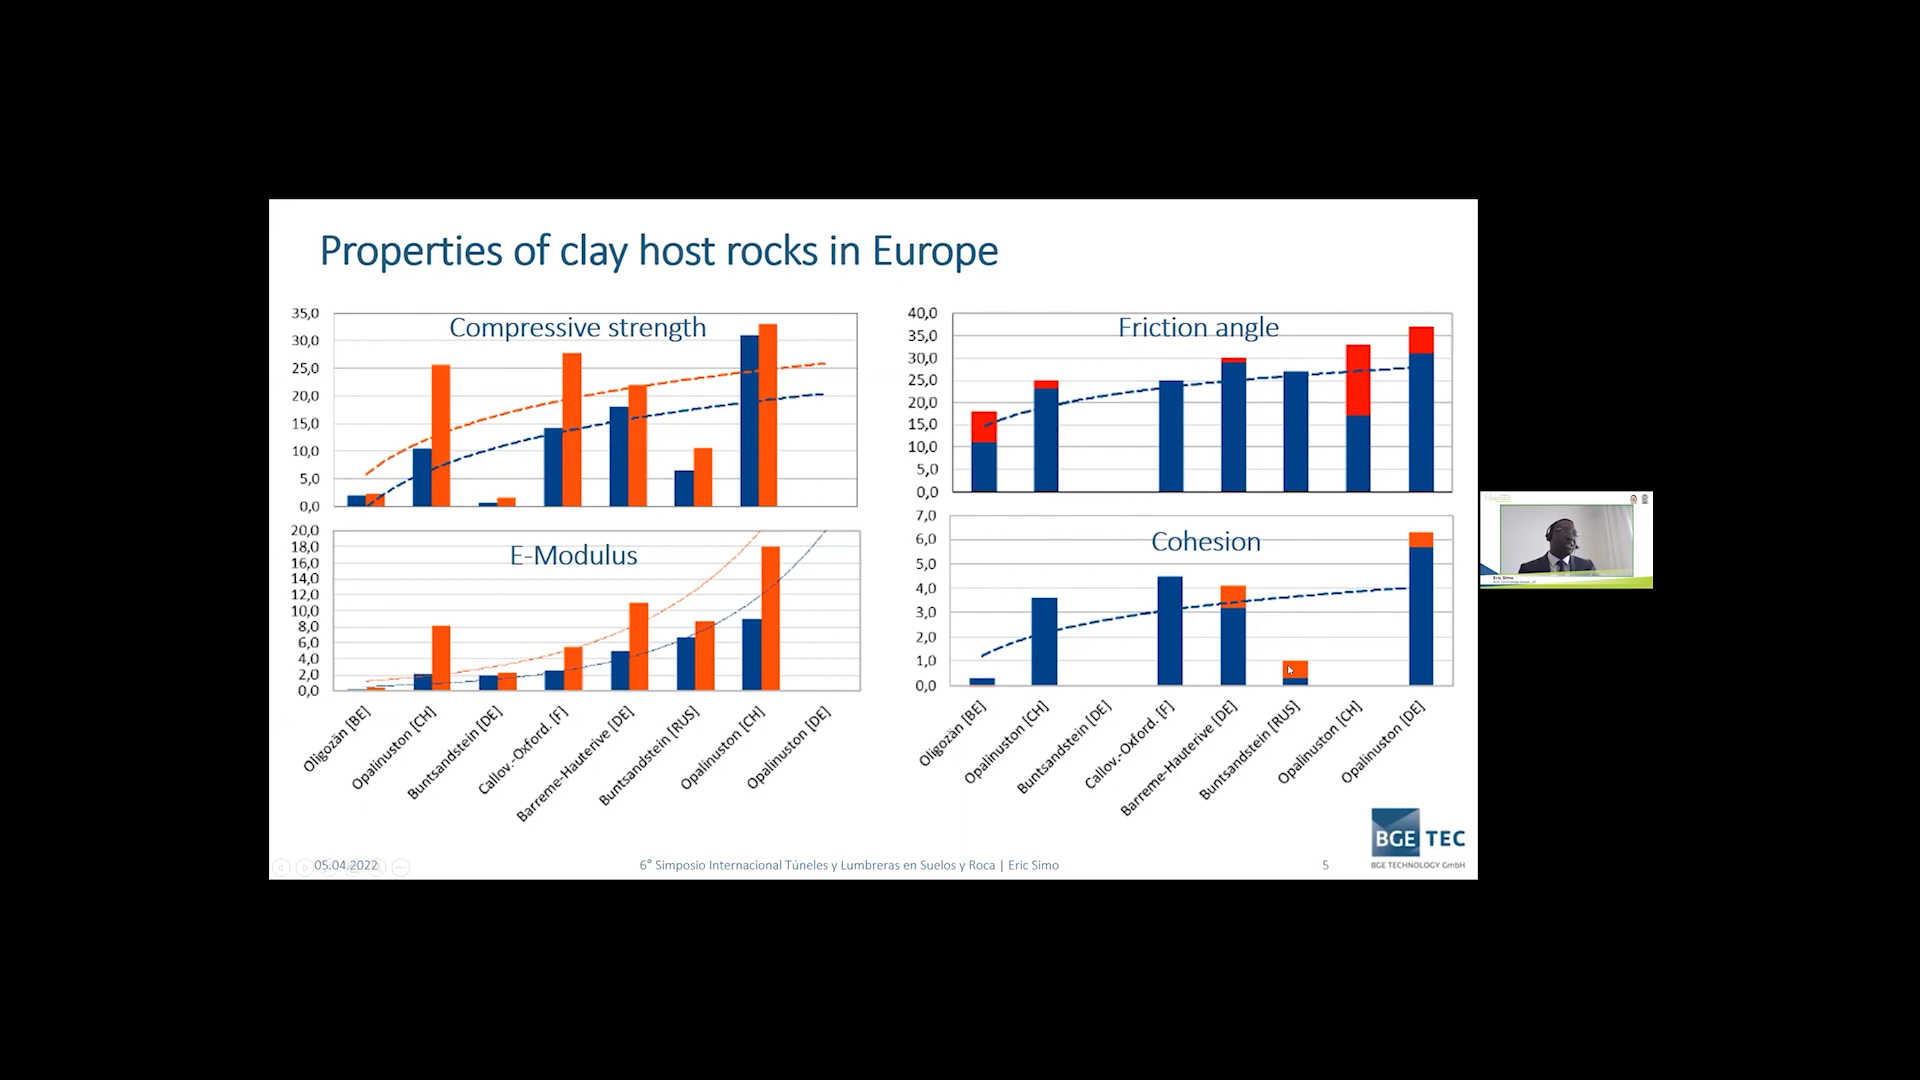 Properties of clay host rocks in Europe
Compressive strength
35,0
30,0
25,0
20,0
15,0
10,0
5,0
0,0
E-Modulus
20,0
18,0
16,0
14,0
12,0
10,0
8,0
6,0
4,0
2,0
0,0
Oligozän [BE]
Opalinuston [CH]
Buntsandstein [DE]
Callov.-Oxford. [F]
Barreme-Hauterive [DE]
Buntsandstein [RUS]
Opalinuston [CH]
Opalinuston [DE]
Friction angle
40,0
35,0
30,0
25,0
20,0
15,0
10,0
5,0
0,0
Cohesion
7,0
6,0
5,0
4,0
3,0
2,0
1,0
0,0
Oligozän [BE]
Opalinuston [CH]
Buntsandstein [DE]
Callov.-Oxford. [F]
Barreme-Hauterive [DE]
Buntsandstein [RUS]
Opalinuston [CH]
Opalinuston [DE]
Eric Simo
BGE TEC
BGE TECHNOLOGY GmbH
05.04.2022
6° Simposio Internacional Túneles y Lumbreras en Suelos y Roca | Eric Simo
5